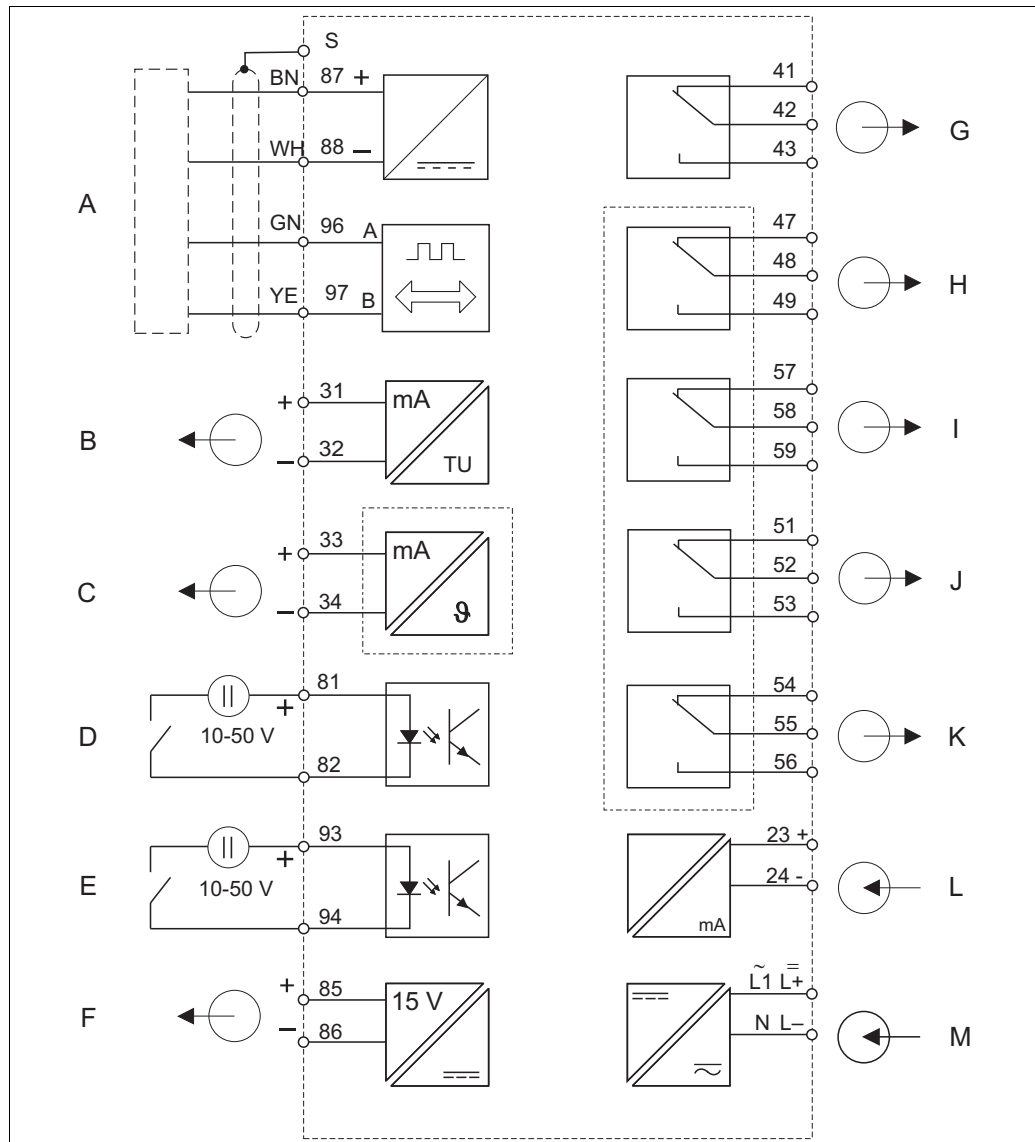 S
BN 87 +
WH 88 –
A
GN 96 A
YE 97 B
B
+ 31 mA
– 32 TU
C
+ 33 mA
– 34 ϑ
D
81
+
10-50 V
82
E
93
+
10-50 V
94
F
+ 85 15 V
– 86
41
42
43
G
47
48
49
H
57
58
59
I
51
52
53
J
54
55
56
K
23 +
24 -
mA
L
~ =
L1 L+
N L–
M